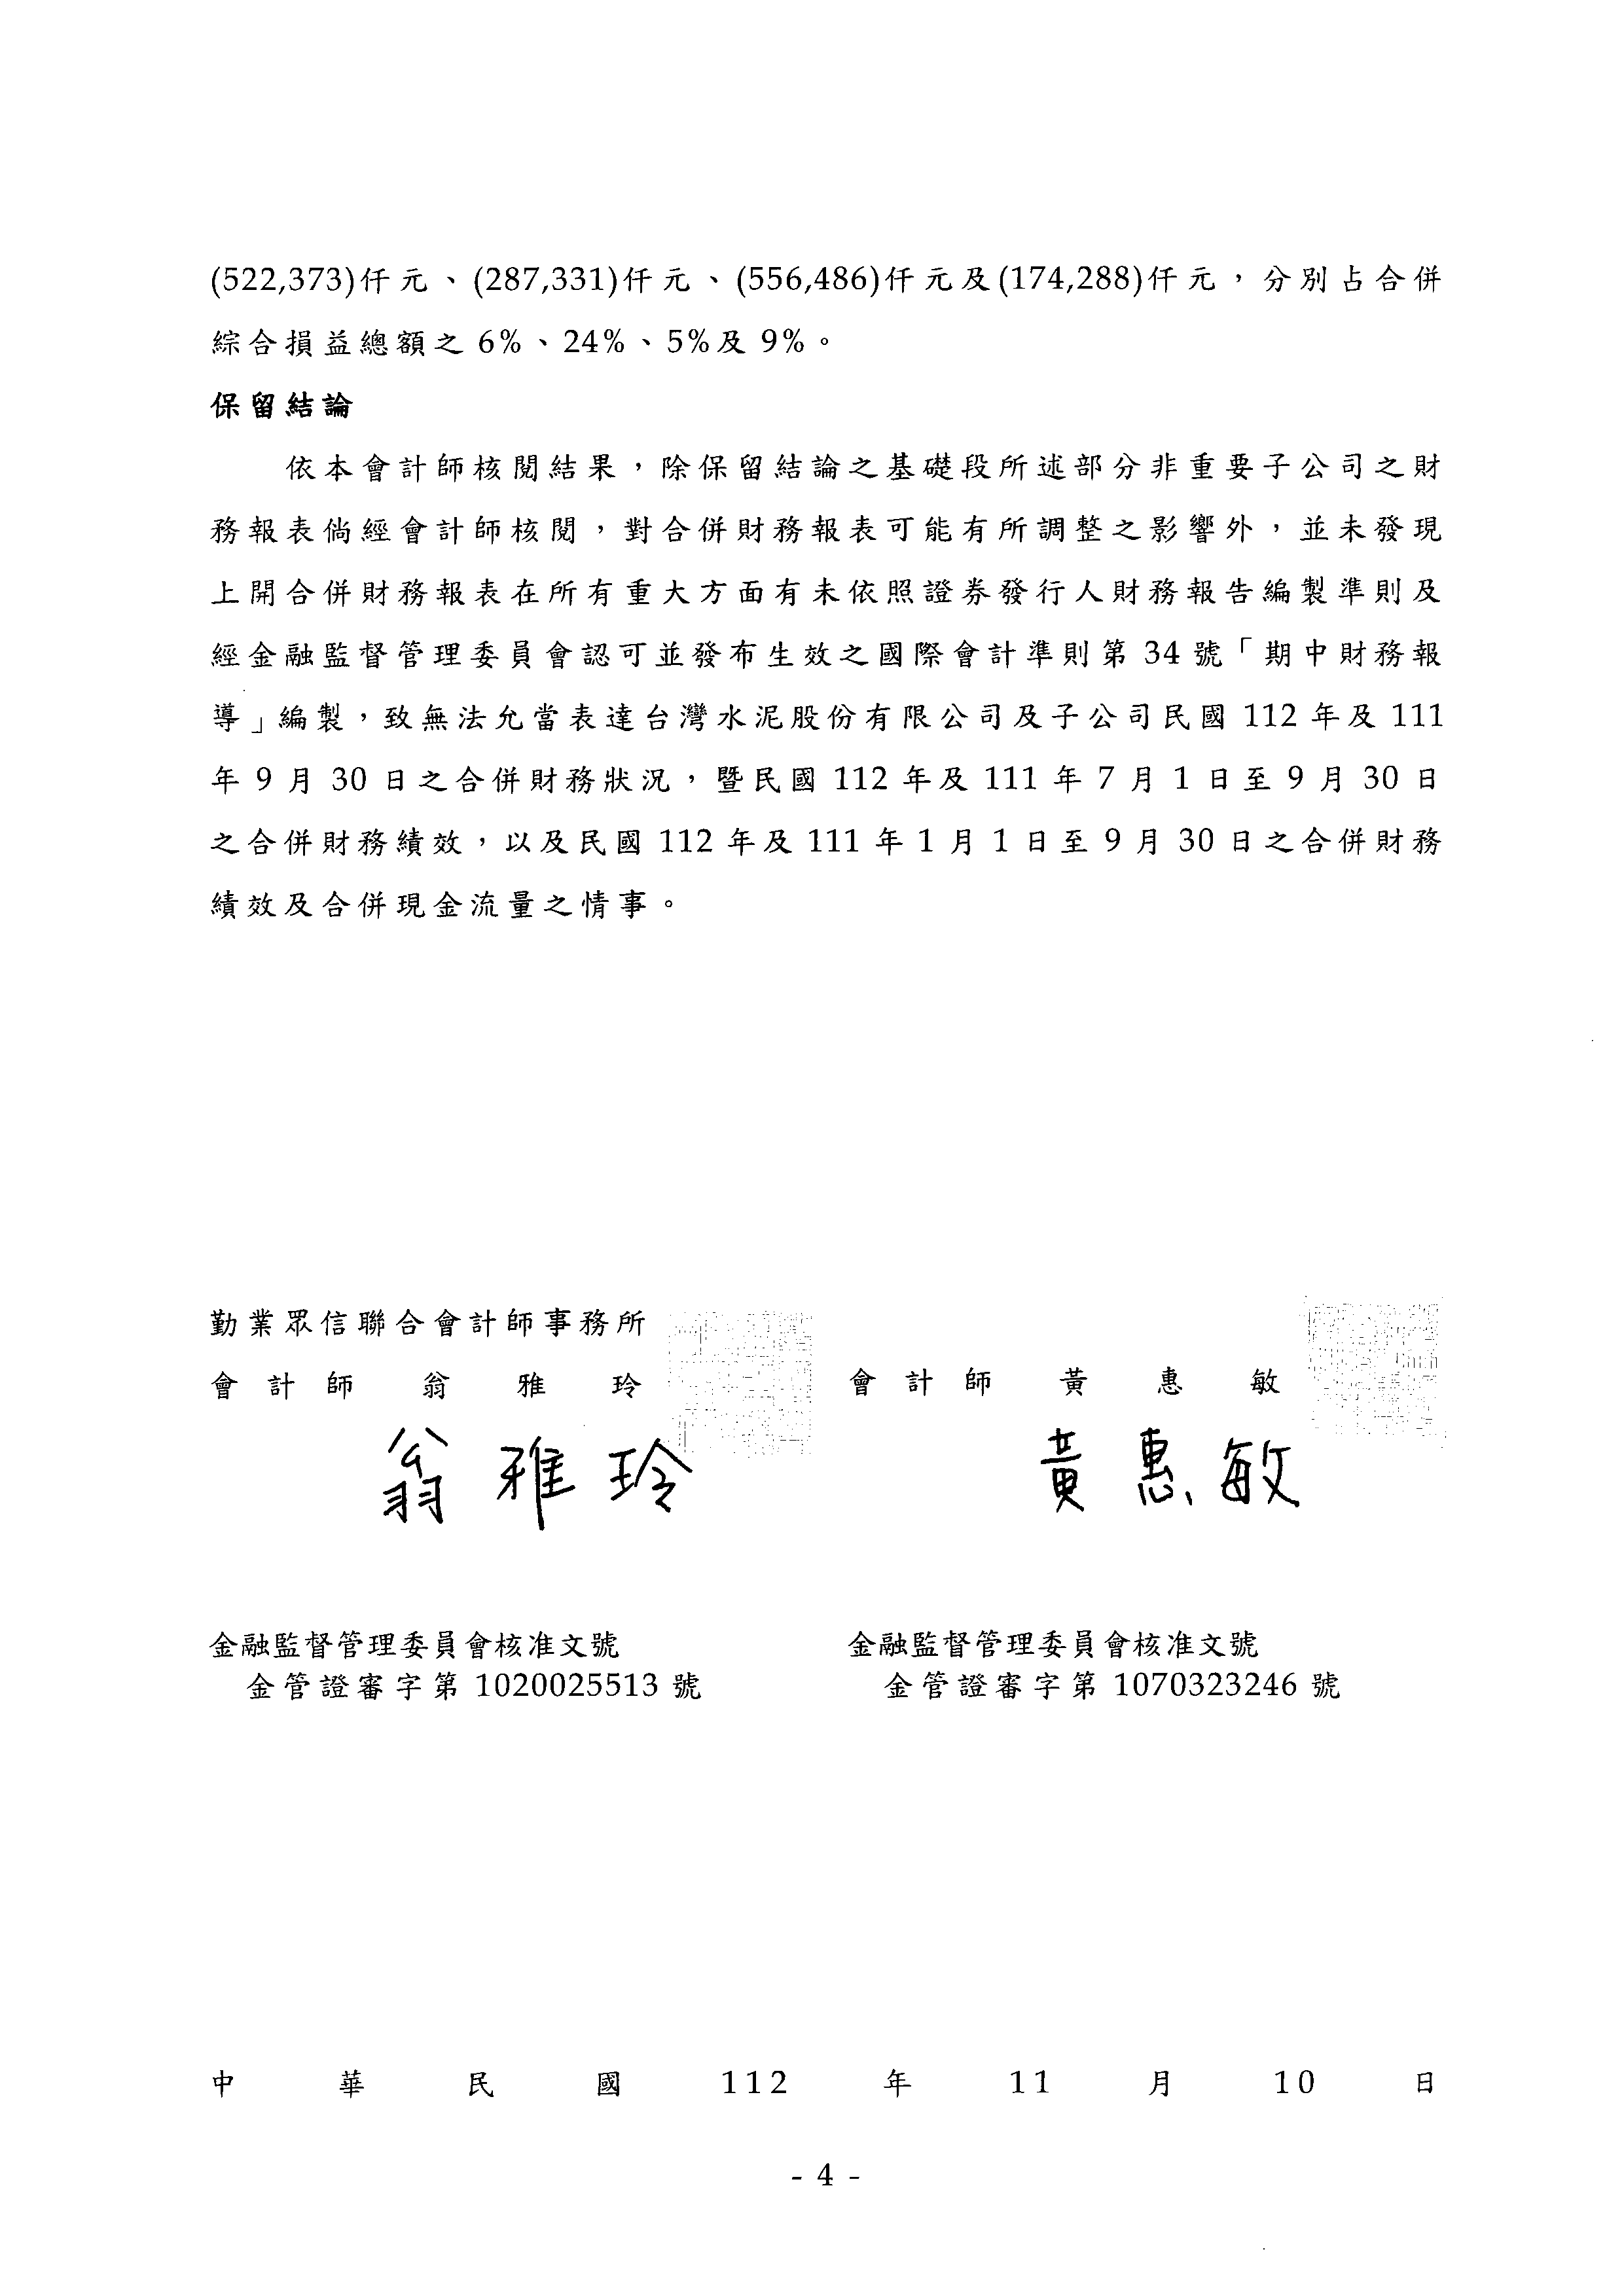 (522,373)仟元、(287,331)仟元、(556,486)仟元及(174,288)仟元，分別占合併
綜合損益總額之 6%、24%、5%及 9%。
保留結論
依本會計師核閱結果，除保留結論之基礎段所述部分非重要子公司之財
務報表倘經會計師核閱，對合併財務報表可能有所調整之影響外，並未發現
上開合併財務報表在所有重大方面有未依照證券發行人財務報告編製準則及
經金融監督管理委員會認可並發布生效之國際會計準則第 34 號「期中財務報
導」編製，致無法允當表達台灣水泥股份有限公司及子公司民國 112 年及 111
年 9 月 30 日之合併財務狀況，暨民國 112 年及 111 年 7 月 1 日至 9 月 30 日
之合併財務績效，以及民國 112 年及 111 年 1 月 1 日至 9 月 30 日之合併財務
績效及合併現金流量之情事。
勤業眾信聯合會計師事務所
會計師 翁雅玲 會計師 黃惠敏
翁雅玲 黃惠敏
金融監督管理委員會核准文號 金融監督管理委員會核准文號
金管證審字第 1020025513 號 金管證審字第 1070323246 號
中華民國 112 年 11 月 10 日
- 4 -